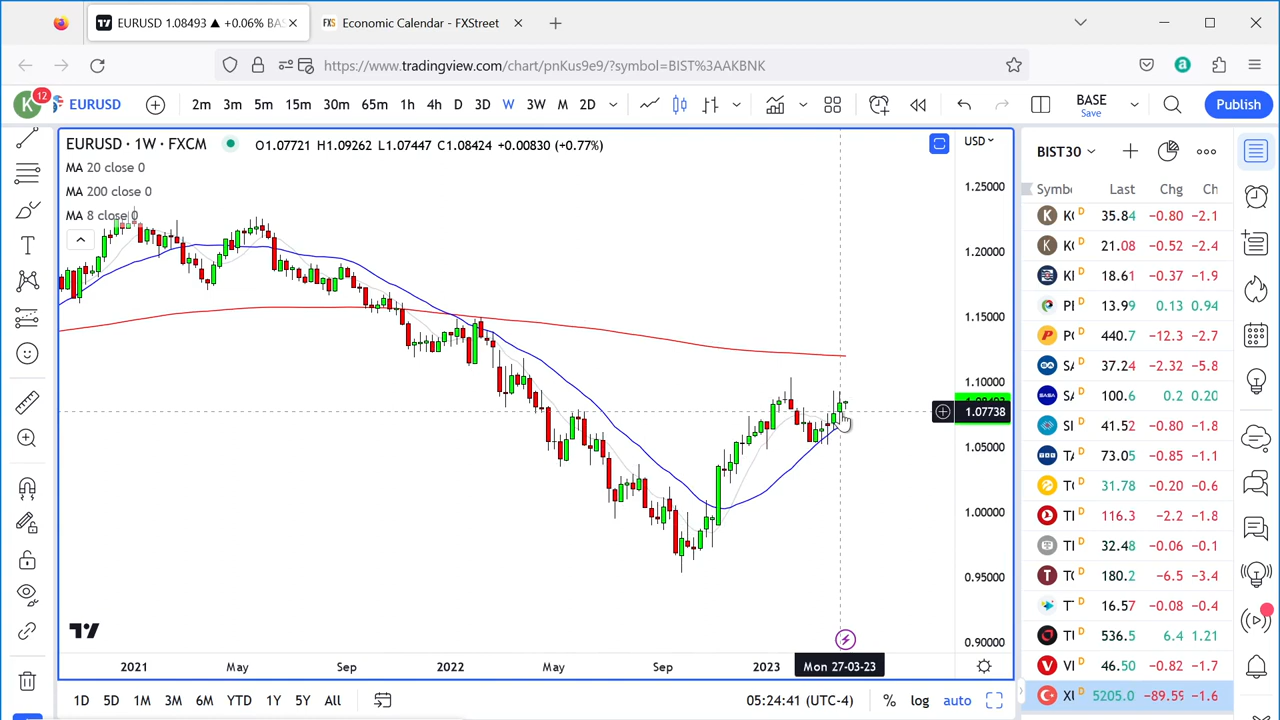 EURUSD 1.08493 ▲ +0.06% BAS
FXS Economic Calendar - FXStreet
https://www.tradingview.com/chart/pnKus9e9/?symbol=BIST%3AAKBNK
K 12 EURUSD 2m 3m 5m 15m 30m 65m 1h 4h D 3D W 3W M 2D BASE Save Publish
EURUSD · 1W · FXCM O1.07721 H1.09262 L1.07447 C1.08424 +0.00830 (+0.77%)
MA 20 close 0
MA 200 close 0
MA 8 close 0
USD
1.25000
1.20000
1.15000
1.10000
1.07738
1.05000
1.00000
0.95000
0.90000
2021 May Sep 2022 May Sep 2023 Mon 27-03-23
1D 5D 1M 3M 6M YTD 1Y 5Y All 05:24:41 (UTC-4) % log auto
BIST30
Symb Last Chg Ch
K D 35.84 -0.80 -2.1
K D 21.08 -0.52 -2.4
D 18.61 -0.37 -1.9
D 13.99 0.13 0.94
D 440.7 -12.3 -2.7
D 37.24 -2.32 -5.8
D 100.6 0.2 0.20
D 41.52 -0.80 -1.8
D 73.05 -0.85 -1.1
D 31.78 -0.20 -0.6
D 116.3 -2.2 -1.8
D 32.48 -0.06 -0.1
D 180.2 -6.5 -3.4
D 16.57 -0.08 -0.4
D 536.5 6.4 1.21
D 46.50 -0.82 -1.7
D 5205.0 -89.59 -1.6